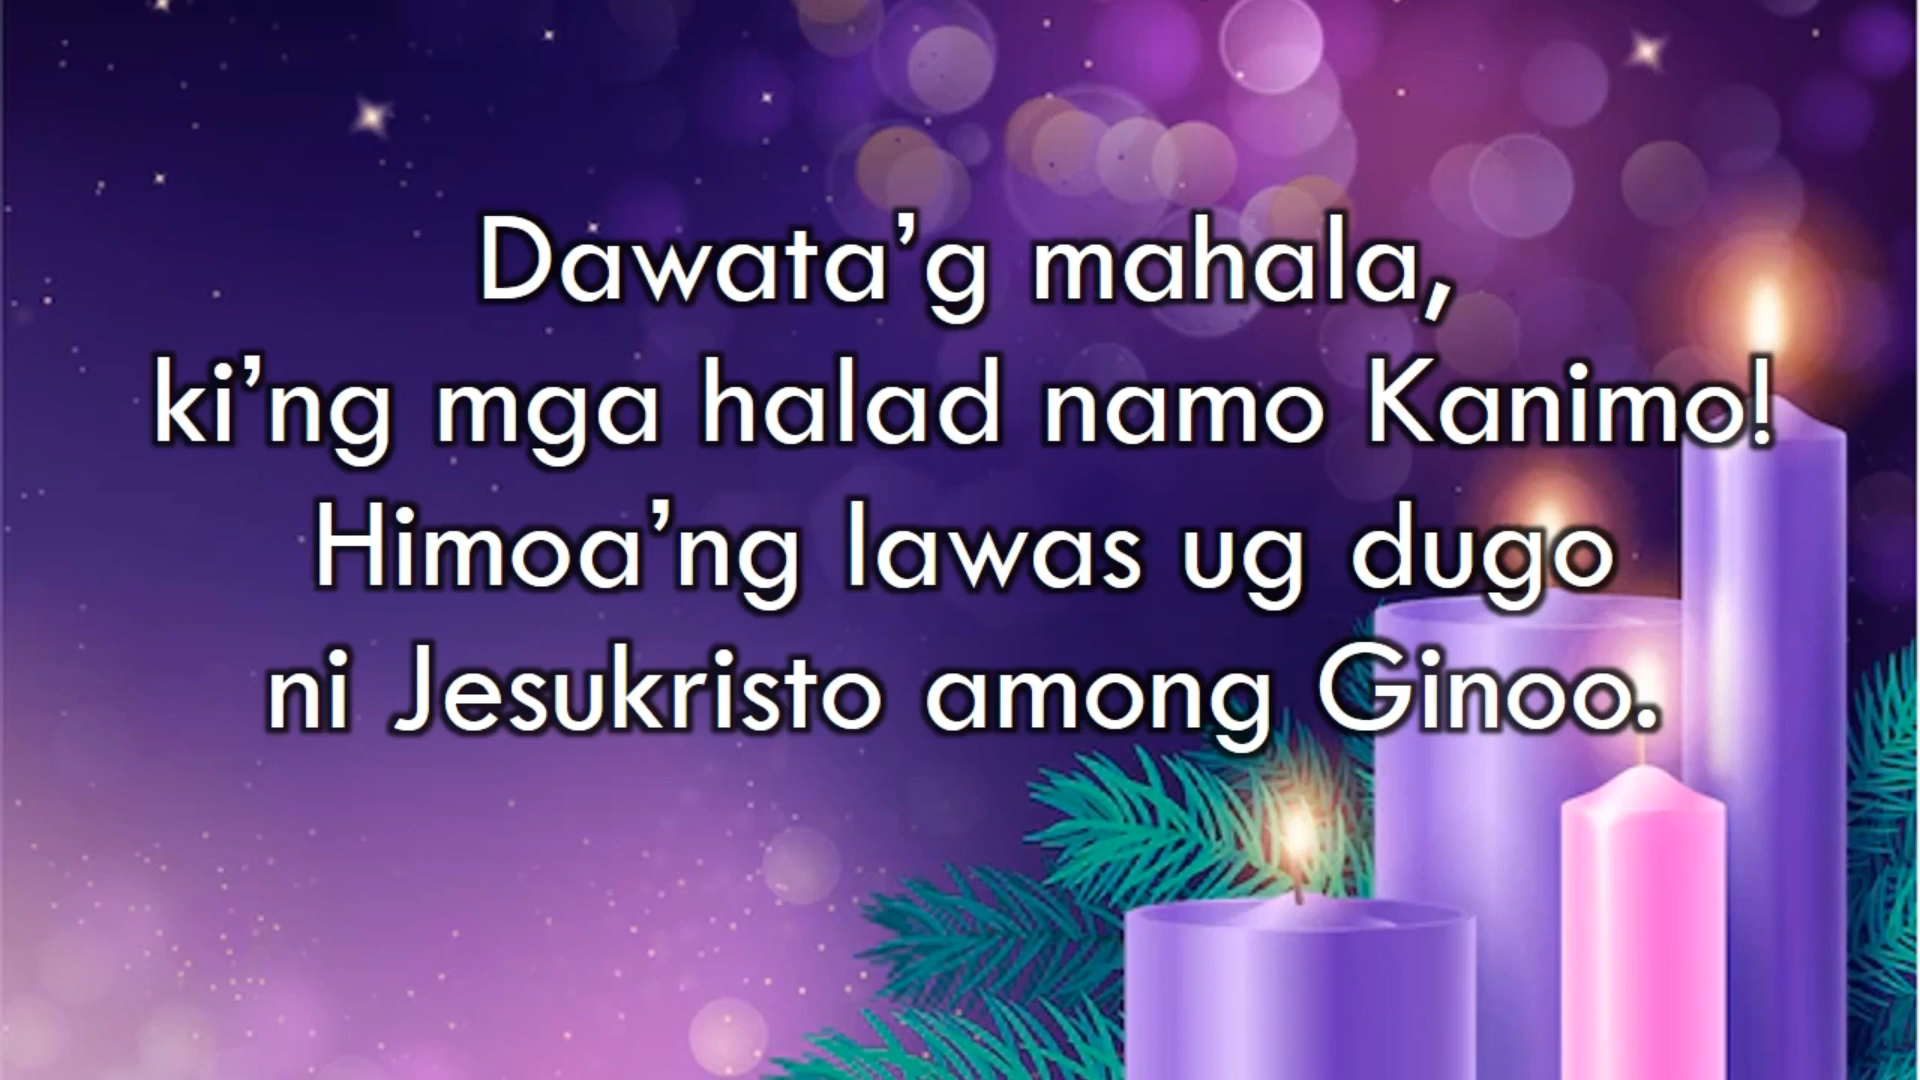 Dawata’g mahala,
ki’ng mga halad namo Kanimo!
Himoa’ng lawas ug dugo
ni Jesukristo among Ginoo.